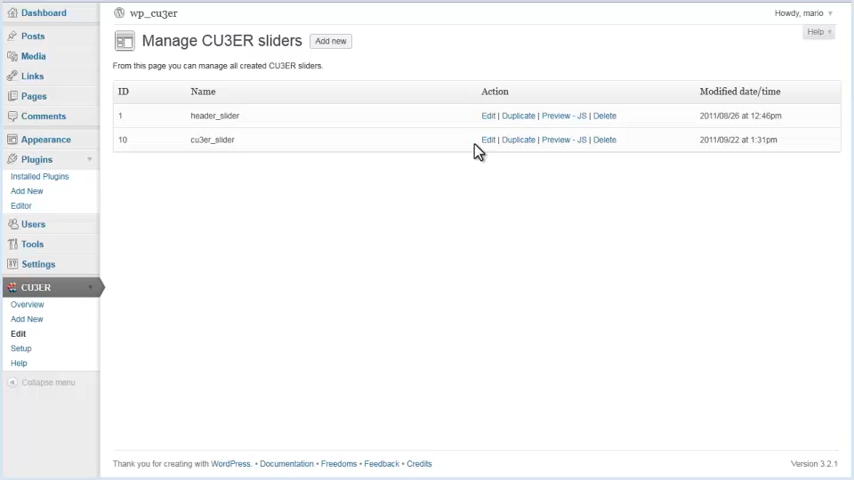 Dashboard
wp_cu3er
Howdy, mario
Help
Posts
Media
Links
Pages
Comments
Appearance
Plugins
Installed Plugins
Add New
Editor
Users
Tools
Settings
CU3ER
Overview
Add New
Edit
Setup
Help
Collapse menu
Manage CU3ER sliders Add new
From this page you can manage all created CU3ER sliders.
ID Name Action Modified date/time
1 header_slider Edit | Duplicate | Preview - JS | Delete 2011/08/26 at 12:46pm
10 cu3er_slider Edit | Duplicate | Preview - JS | Delete 2011/09/22 at 1:31pm
Thank you for creating with WordPress. • Documentation • Freedoms • Feedback • Credits
Version 3.2.1